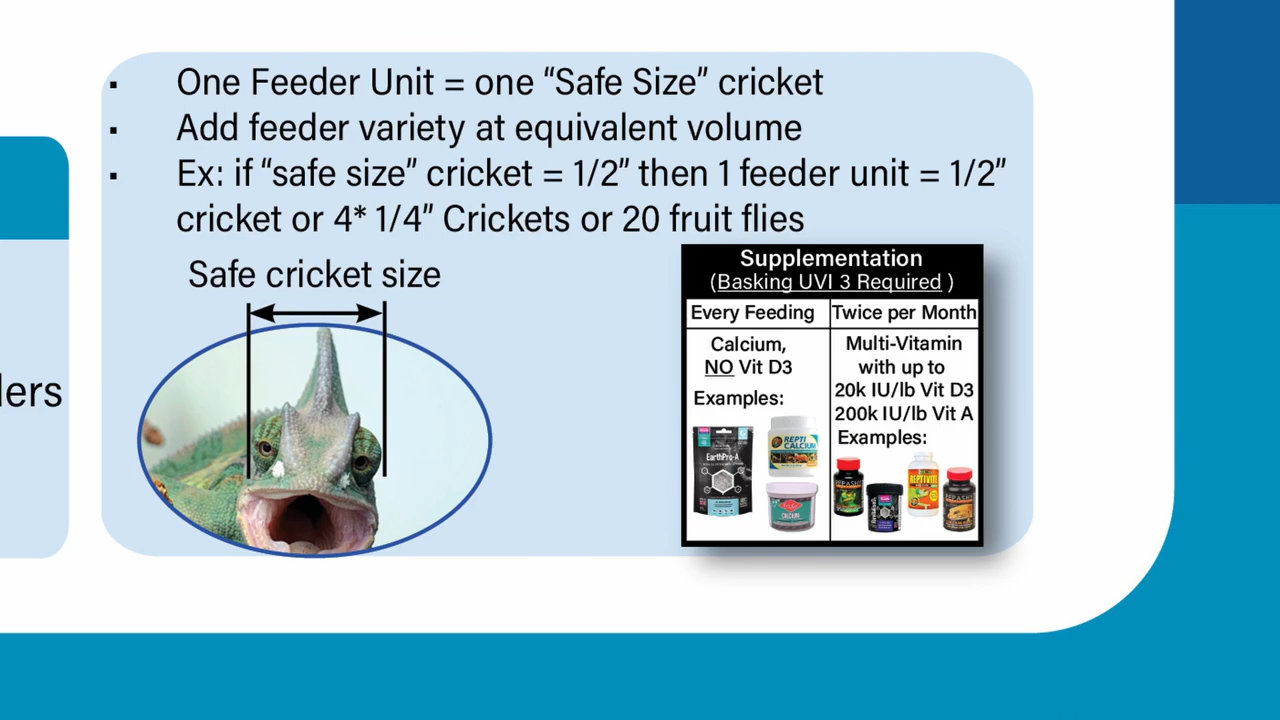 ▪ One Feeder Unit = one “Safe Size” cricket
▪ Add feeder variety at equivalent volume
▪ Ex: if “safe size” cricket = 1/2” then 1 feeder unit = 1/2”
cricket or 4* 1/4” Crickets or 20 fruit flies
lers
Safe cricket size
Supplementation
(Basking UVI 3 Required )
Every Feeding
Calcium,
NO Vit D3
Examples:
EarthPro-A
REPTI
CALCIUM
CALCIUM
Twice per Month
Multi-Vitamin
with up to
20k IU/lb Vit D3
200k IU/lb Vit A
Examples:
REPASHY
REPTIVITE
REPASHY